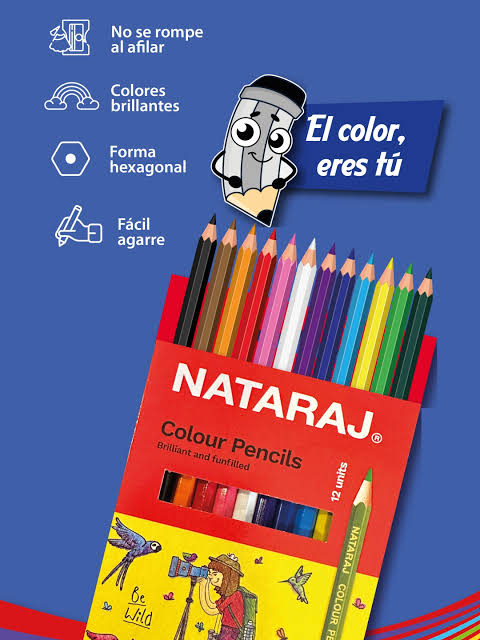 No se rompe
al afilar
Colores
brillantes
Forma
hexagonal
Fácil
agarre
El color,
eres tú
NATARAJ®
Colour Pencils
Brilliant and funfilled
12 units
NATARAJ COLOUR PE
Be
Wild